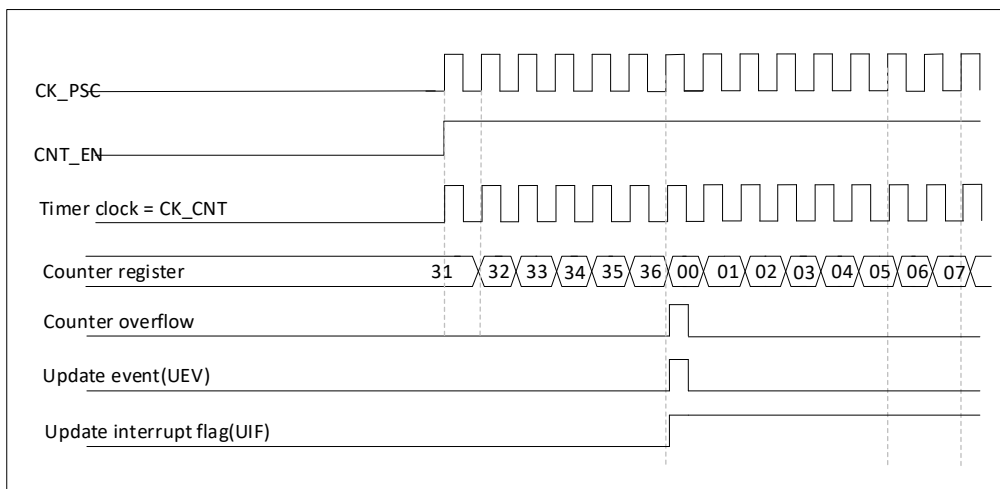 CK_PSC
CNT_EN
Timer clock = CK_CNT
Counter register 31 32 33 34 35 36 00 01 02 03 04 05 06 07
Counter overflow
Update event(UEV)
Update interrupt flag(UIF)